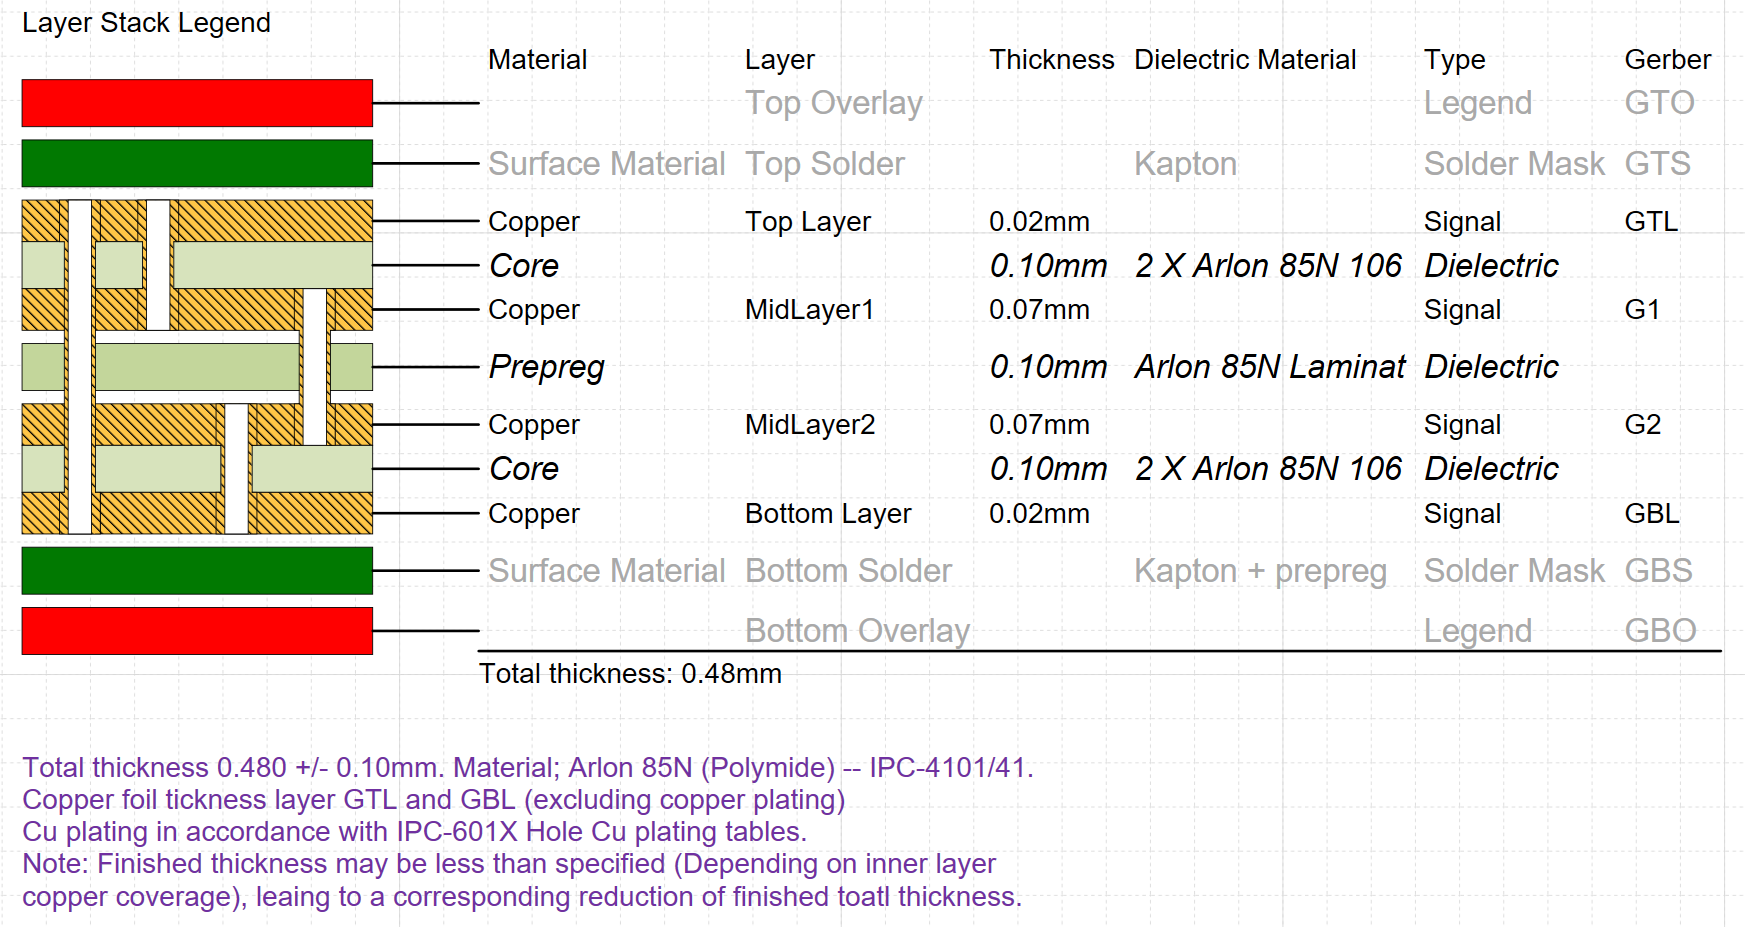 Layer Stack Legend
Material Layer Thickness Dielectric Material Type Gerber
Top Overlay Legend GTO
Surface Material Top Solder Kapton Solder Mask GTS
Copper Top Layer 0.02mm Signal GTL
Core 0.10mm 2 X Arlon 85N 106 Dielectric
Copper MidLayer1 0.07mm Signal G1
Prepreg 0.10mm Arlon 85N Laminat Dielectric
Copper MidLayer2 0.07mm Signal G2
Core 0.10mm 2 X Arlon 85N 106 Dielectric
Copper Bottom Layer 0.02mm Signal GBL
Surface Material Bottom Solder Kapton + prepreg Solder Mask GBS
Bottom Overlay Legend GBO
Total thickness: 0.48mm
Total thickness 0.480 +/- 0.10mm. Material; Arlon 85N (Polymide) -- IPC-4101/41.
Copper foil tickness layer GTL and GBL (excluding copper plating)
Cu plating in accordance with IPC-601X Hole Cu plating tables.
Note: Finished thickness may be less than specified (Depending on inner layer
copper coverage), leaing to a corresponding reduction of finished toatl thickness.